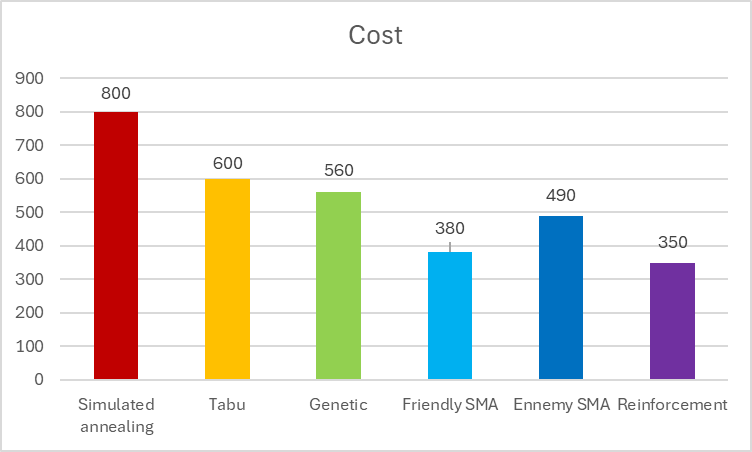 Cost
900
800
700
600
500
400
300
200
100
0
800
600
560
380
490
350
Simulated
annealing
Tabu
Genetic
Friendly SMA
Ennemy SMA
Reinforcement